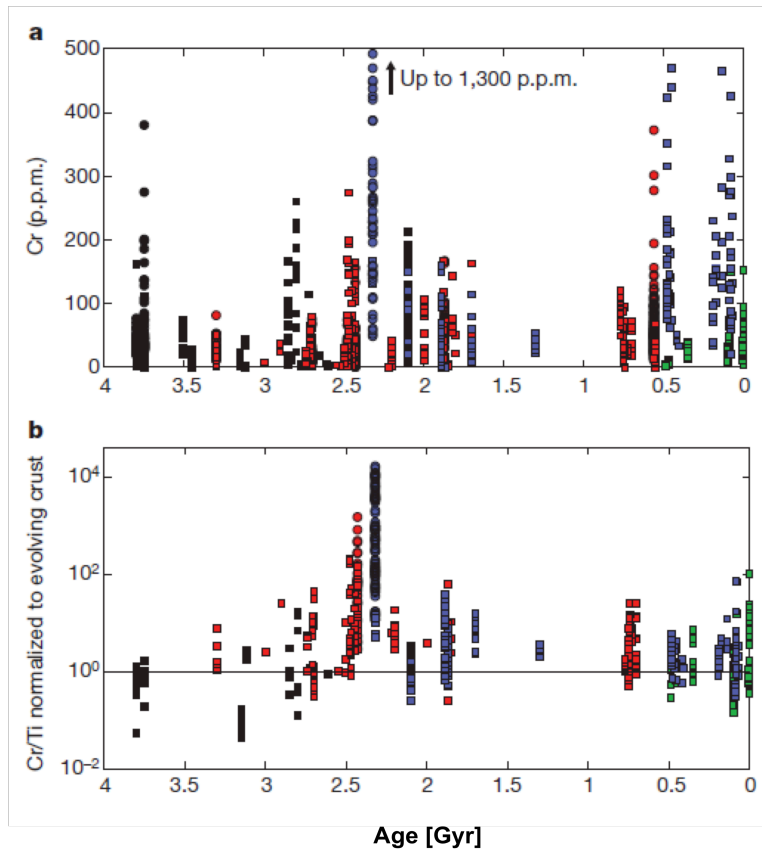 a
500
400
300
200
100
0
Cr (p.p.m.)
Up to 1,300 p.p.m.
4 3.5 3 2.5 2 1.5 1 0.5 0
b
10⁴
10²
10⁰
10⁻²
Cr/Ti normalized to evolving crust
4 3.5 3 2.5 2 1.5 1 0.5 0
Age [Gyr]